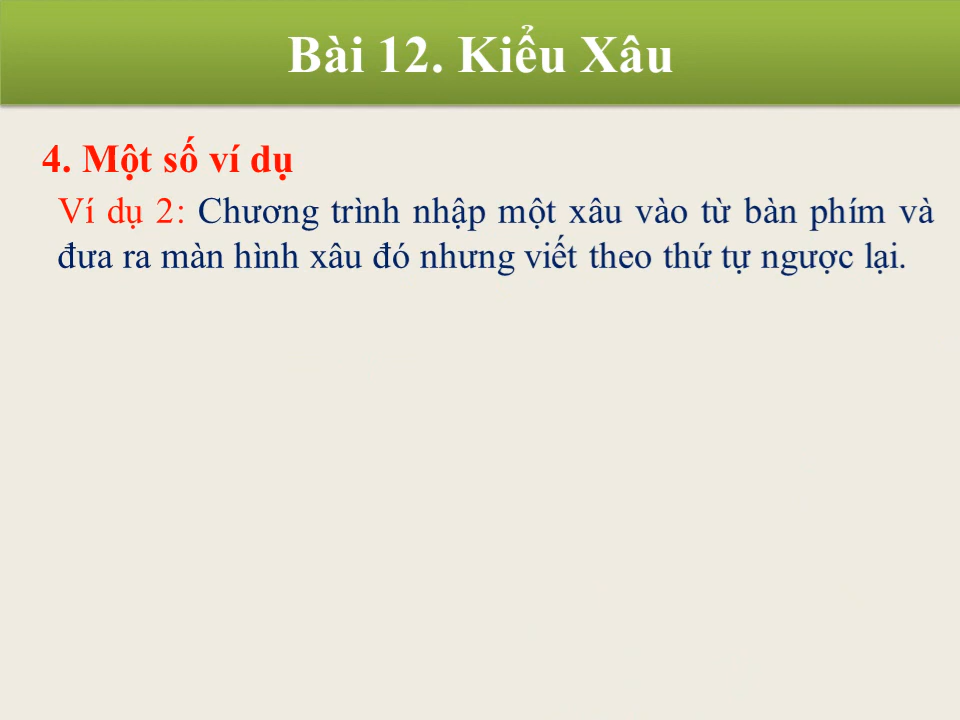 Bài 12. Kiểu Xâu
4. Một số ví dụ
Ví dụ 2: Chương trình nhập một xâu vào từ bàn phím và
đưa ra màn hình xâu đó nhưng viết theo thứ tự ngược lại.